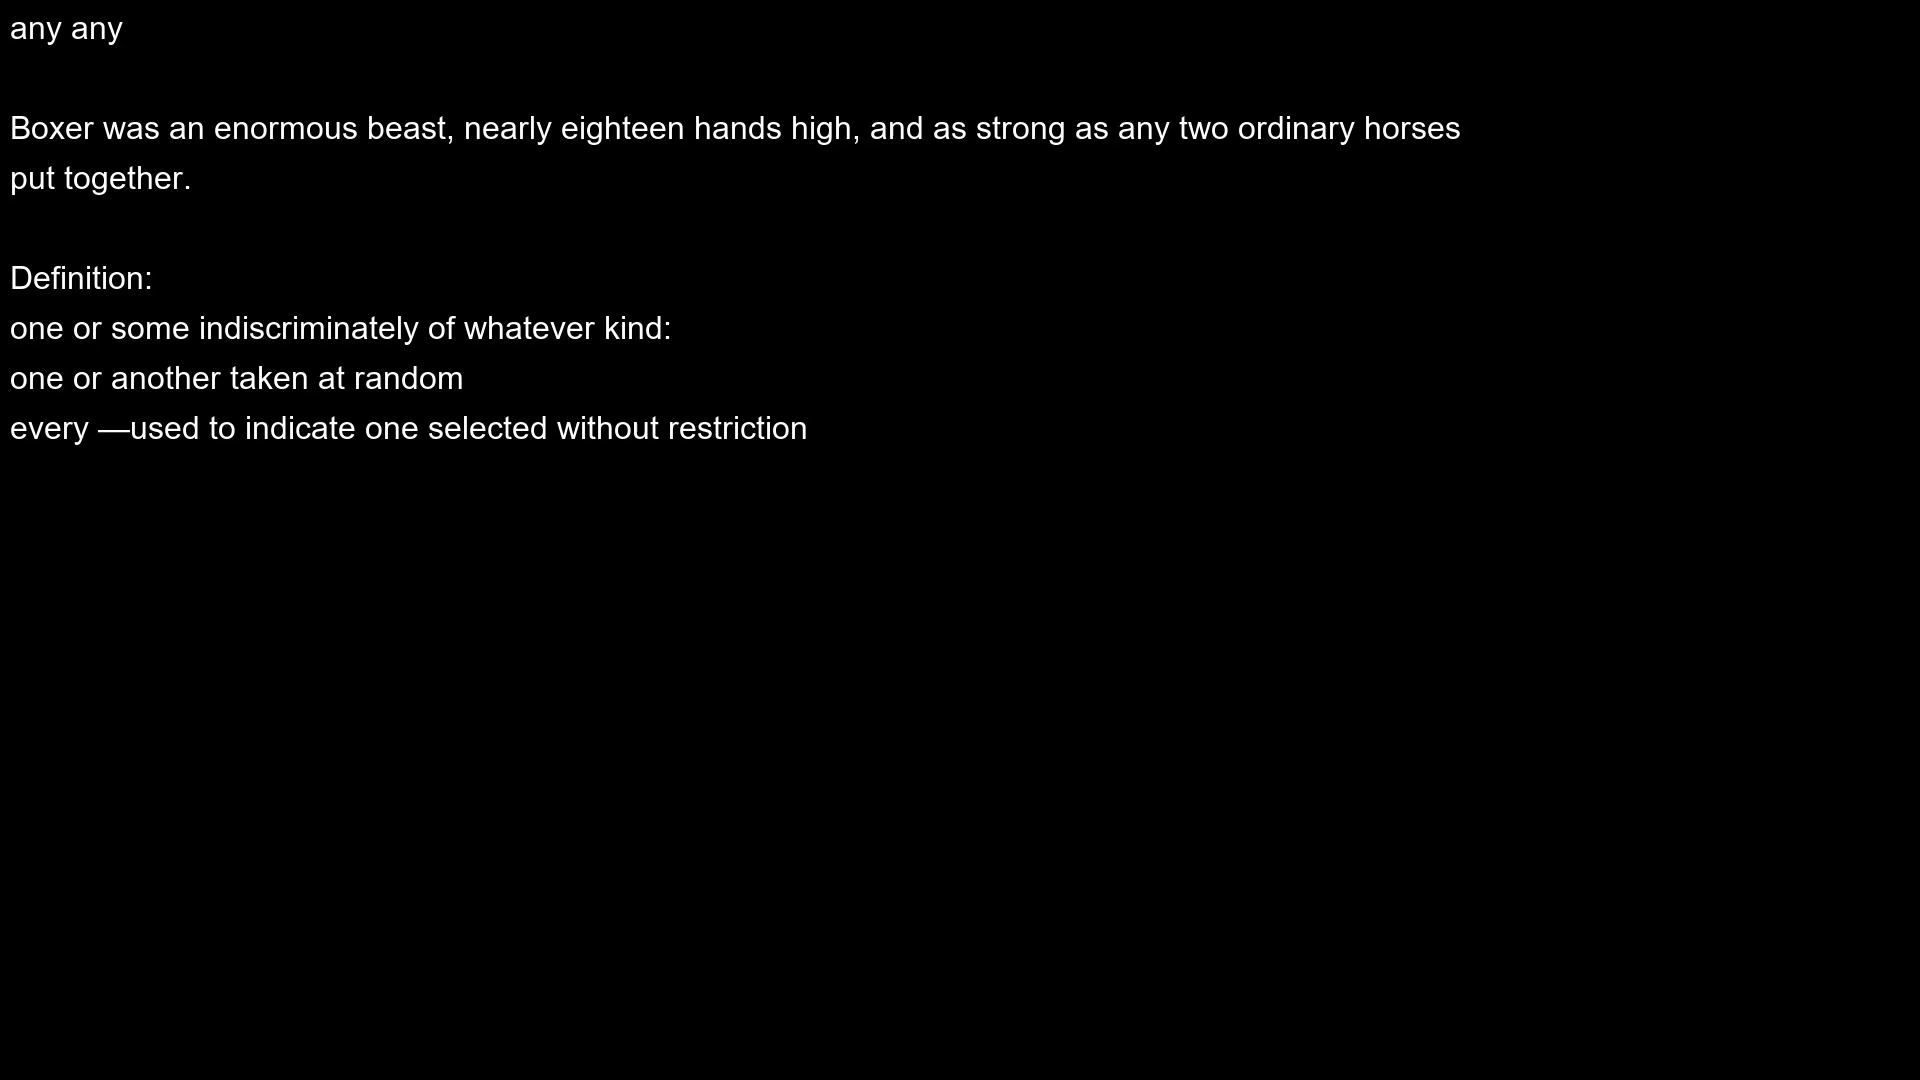 any any
Boxer was an enormous beast, nearly eighteen hands high, and as strong as any two ordinary horses
put together.
Definition:
one or some indiscriminately of whatever kind:
one or another taken at random
every —used to indicate one selected without restriction